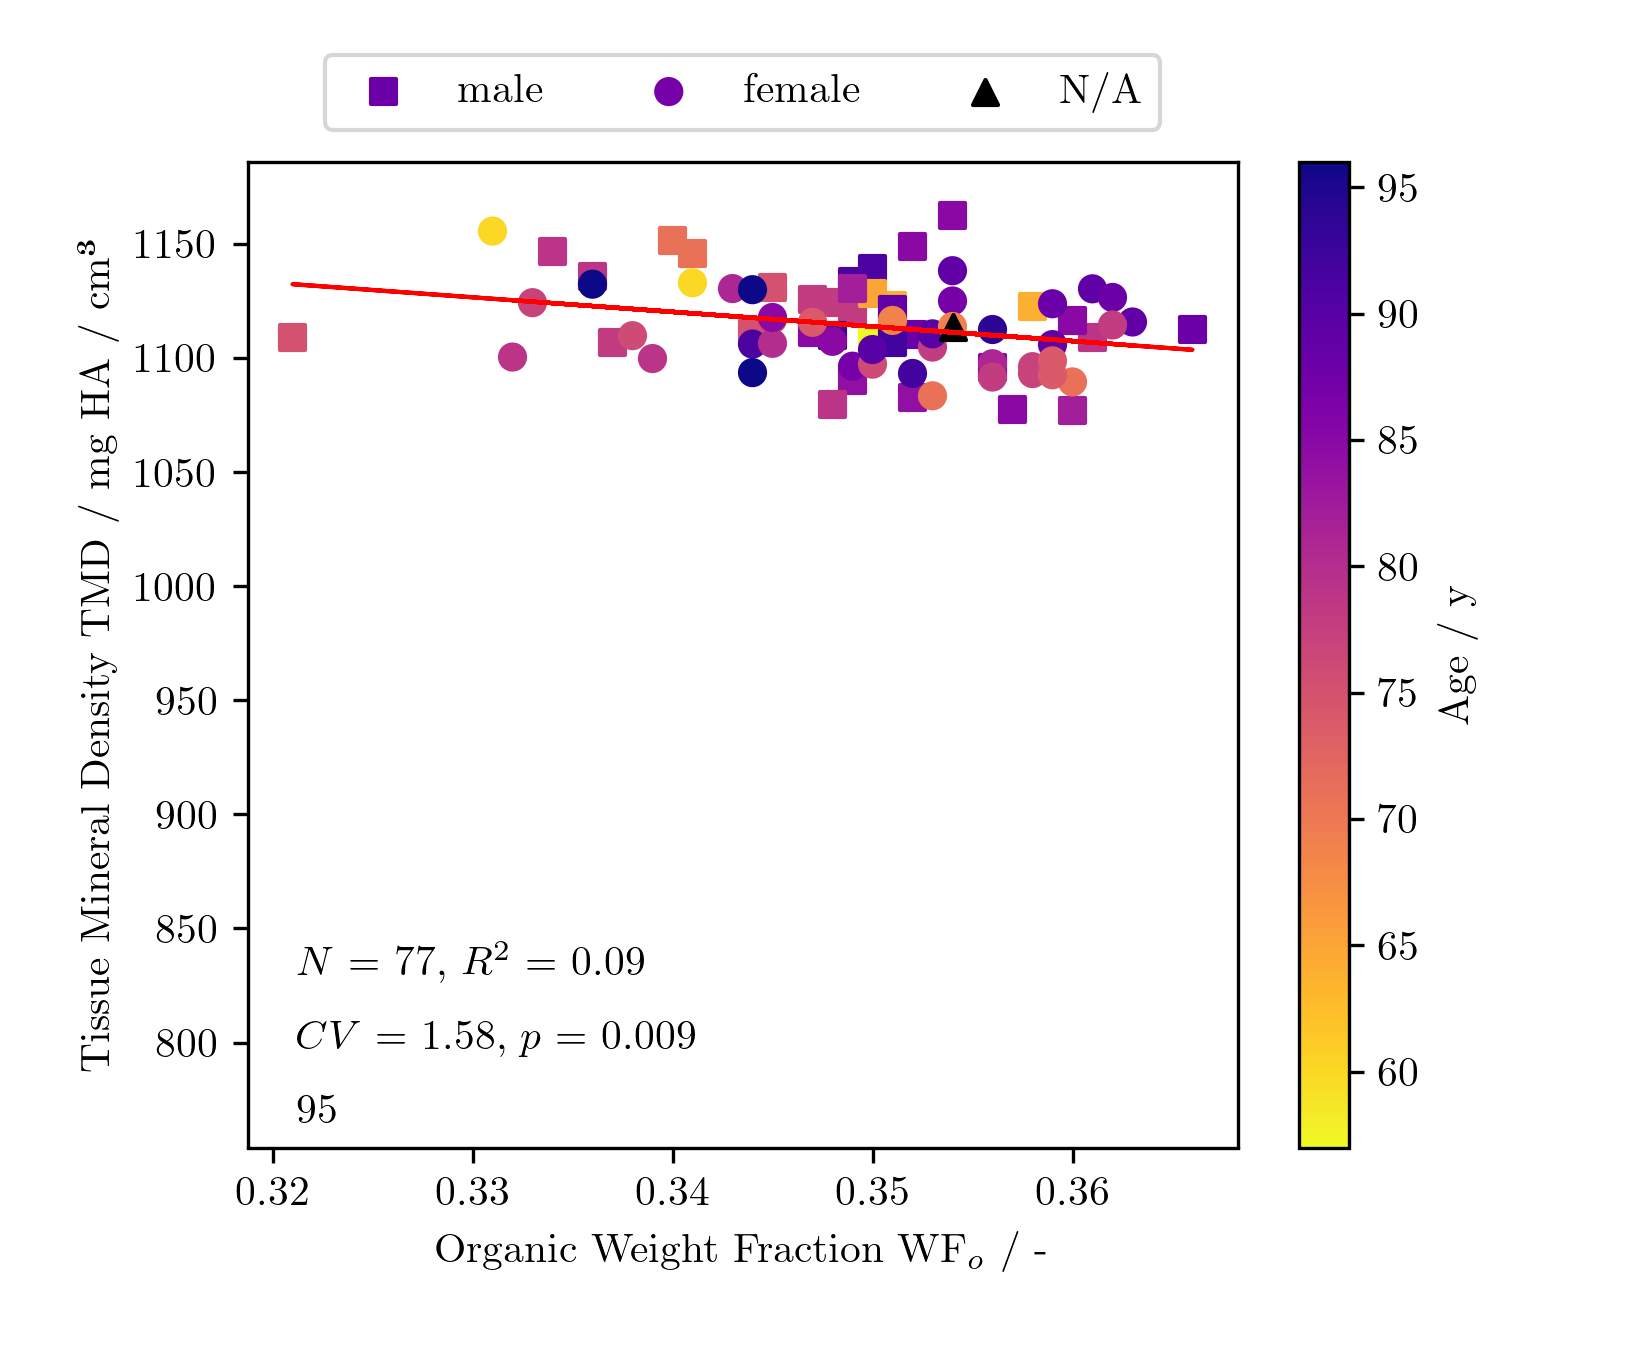 male female N/A
Tissue Mineral Density TMD / mg HA / cm³
1150
1100
1050
1000
950
900
850
800
N = 77, R² = 0.09
CV = 1.58, p = 0.009
95
0.32 0.33 0.34 0.35 0.36
Organic Weight Fraction WFₒ / -
95
90
85
80
75
70
65
60
Age / y